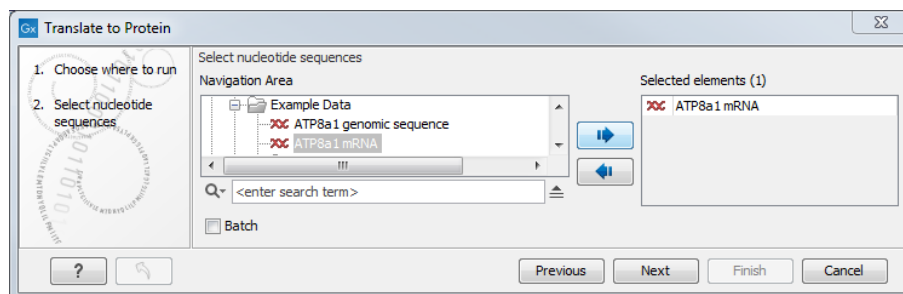 Gx Translate to Protein
1. Choose where to run
2. Select nucleotide
sequences
Select nucleotide sequences
Navigation Area
Example Data
ATP8a1 genomic sequence
ATP8a1 mRNA
<enter search term>
Batch
Selected elements (1)
ATP8a1 mRNA
?
Previous
Next
Finish
Cancel